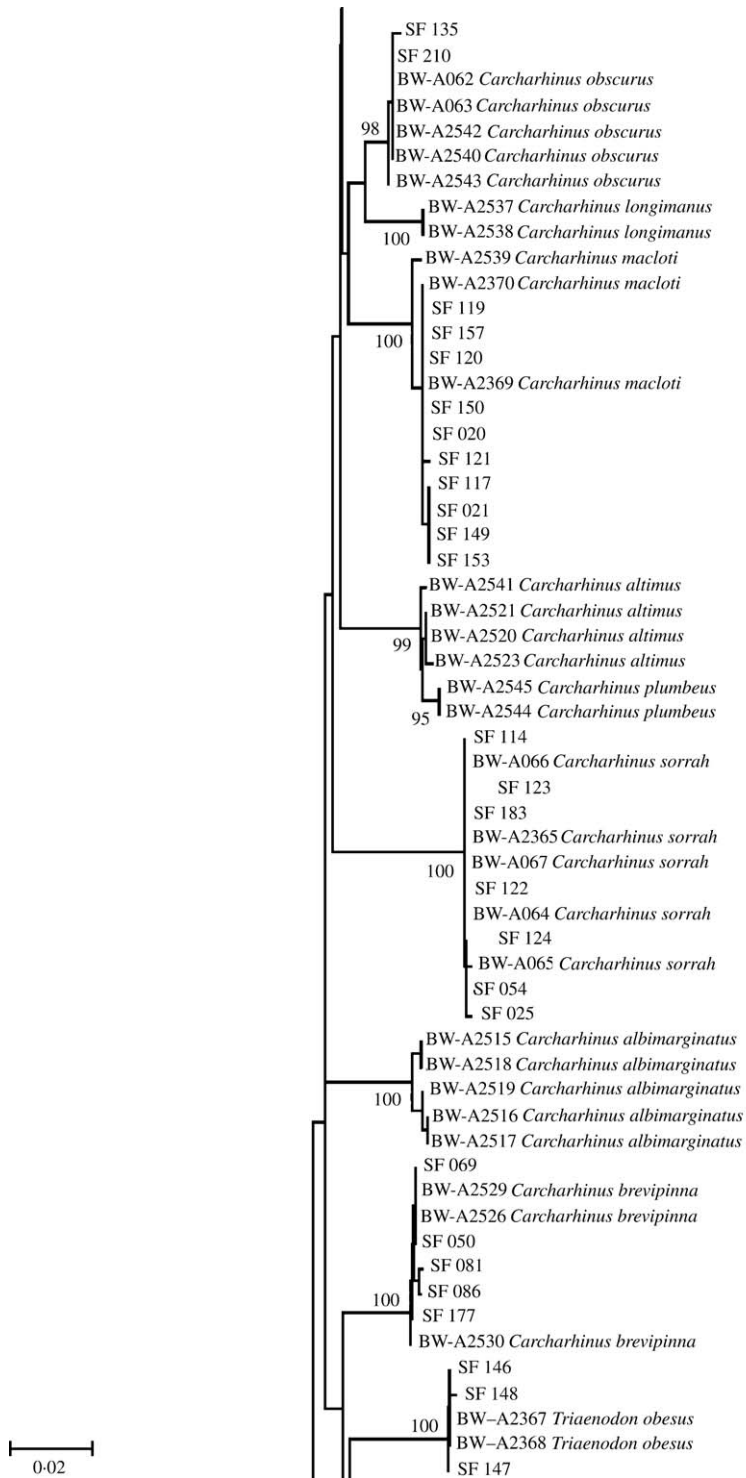 SF 135
SF 210
BW-A062 Carcharhinus obscurus
BW-A063 Carcharhinus obscurus
98
BW-A2542 Carcharhinus obscurus
BW-A2540 Carcharhinus obscurus
BW-A2543 Carcharhinus obscurus
BW-A2537 Carcharhinus longimanus
BW-A2538 Carcharhinus longimanus
100
BW-A2539 Carcharhinus macloti
BW-A2370 Carcharhinus macloti
SF 119
SF 157
100
SF 120
BW-A2369 Carcharhinus macloti
SF 150
SF 020
SF 121
SF 117
SF 021
SF 149
SF 153
BW-A2541 Carcharhinus altimus
BW-A2521 Carcharhinus altimus
BW-A2520 Carcharhinus altimus
99
BW-A2523 Carcharhinus altimus
BW-A2545 Carcharhinus plumbeus
BW-A2544 Carcharhinus plumbeus
95
SF 114
BW-A066 Carcharhinus sorrah
SF 123
SF 183
BW-A2365 Carcharhinus sorrah
BW-A067 Carcharhinus sorrah
100
SF 122
BW-A064 Carcharhinus sorrah
SF 124
BW-A065 Carcharhinus sorrah
SF 054
SF 025
BW-A2515 Carcharhinus albimarginatus
BW-A2518 Carcharhinus albimarginatus
BW-A2519 Carcharhinus albimarginatus
100
BW-A2516 Carcharhinus albimarginatus
BW-A2517 Carcharhinus albimarginatus
SF 069
BW-A2529 Carcharhinus brevipinna
BW-A2526 Carcharhinus brevipinna
SF 050
SF 081
SF 086
100
SF 177
BW-A2530 Carcharhinus brevipinna
SF 146
SF 148
BW–A2367 Triaenodon obesus
100
BW–A2368 Triaenodon obesus
SF 147
0·02